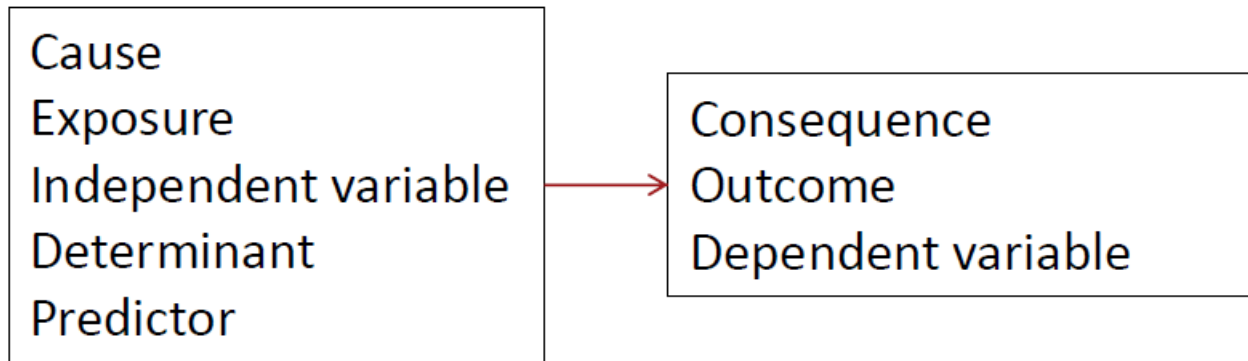 Cause
Exposure
Independent variable
Determinant
Predictor
Consequence
Outcome
Dependent variable